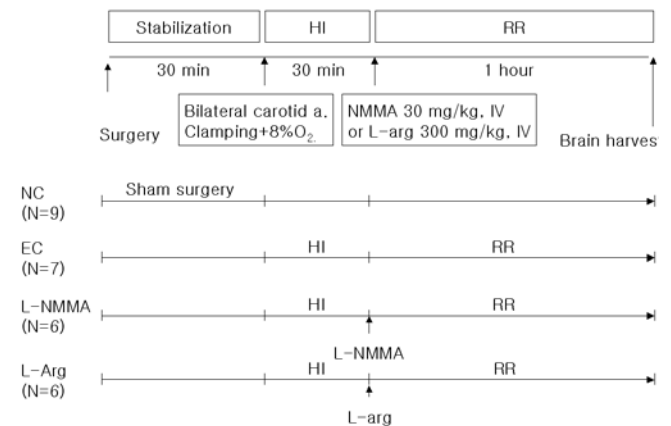 Stabilization HI RR
30 min 30 min 1 hour
Surgery
Bilateral carotid a.
Clamping+8%O2.
NMMA 30 mg/kg, IV
or L-arg 300 mg/kg, IV
Brain harves
NC
(N=9)
Sham surgery
EC
(N=7)
HI RR
L-NMMA
(N=6)
HI RR
L-NMMA
L-Arg
(N=6)
HI RR
L-arg